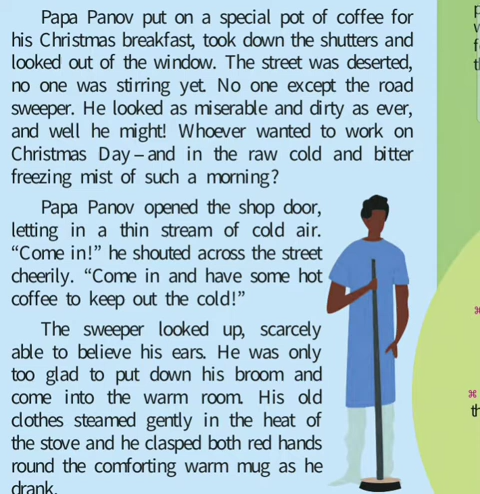 Papa Panov put on a special pot of coffee for
his Christmas breakfast, took down the shutters and
looked out of the window. The street was deserted,
no one was stirring yet. No one except the road
sweeper. He looked as miserable and dirty as ever,
and well he might! Whoever wanted to work on
Christmas Day – and in the raw cold and bitter
freezing mist of such a morning?
Papa Panov opened the shop door,
letting in a thin stream of cold air.
“Come in!” he shouted across the street
cheerily. “Come in and have some hot
coffee to keep out the cold!”
The sweeper looked up, scarcely
able to believe his ears. He was only
too glad to put down his broom and
come into the warm room. His old
clothes steamed gently in the heat of
the stove and he clasped both red hands
round the comforting warm mug as he
drank.